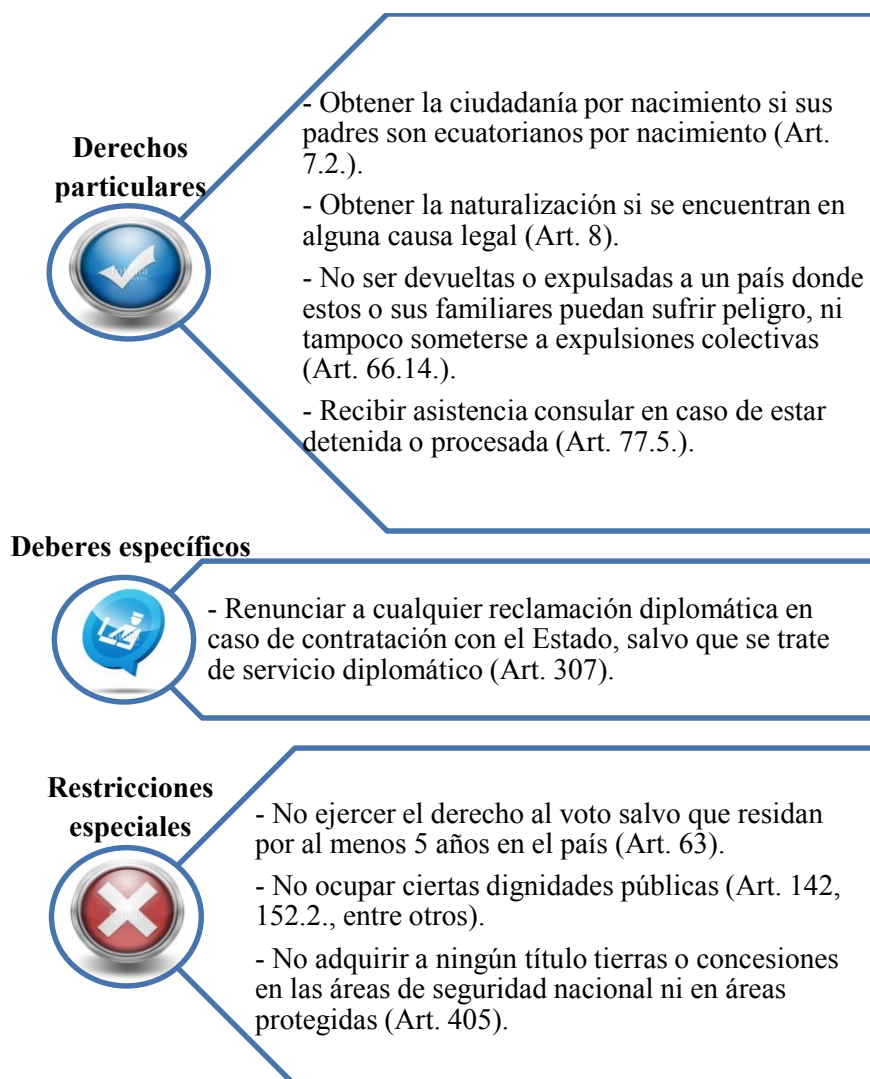 Derechos
particulares
- Obtener la ciudadanía por nacimiento si sus
padres son ecuatorianos por nacimiento (Art.
7.2.).
- Obtener la naturalización si se encuentran en
alguna causa legal (Art. 8).
- No ser devueltas o expulsadas a un país donde
estos o sus familiares puedan sufrir peligro, ni
tampoco someterse a expulsiones colectivas
(Art. 66.14.).
- Recibir asistencia consular en caso de estar
detenida o procesada (Art. 77.5.).
Deberes específicos
- Renunciar a cualquier reclamación diplomática en
caso de contratación con el Estado, salvo que se trate
de servicio diplomático (Art. 307).
Restricciones
especiales
- No ejercer el derecho al voto salvo que residan
por al menos 5 años en el país (Art. 63).
- No ocupar ciertas dignidades públicas (Art. 142,
152.2., entre otros).
- No adquirir a ningún título tierras o concesiones
en las áreas de seguridad nacional ni en áreas
protegidas (Art. 405).